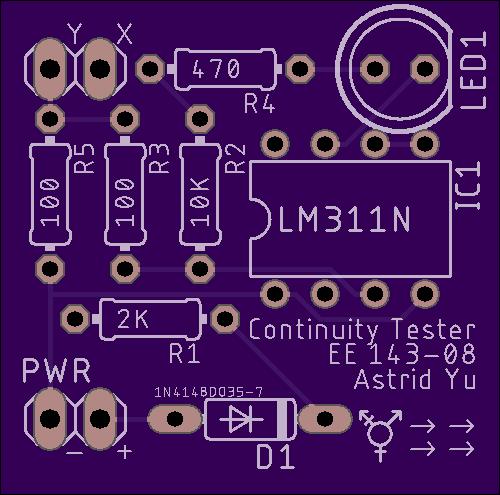 Y X
LED1
470
R4
R5
R3
R2
100
100
10K
IC1
LM311N
2K
R1
Continuity Tester
EE 143-08
Astrid Yu
PWR
1N4148DO35-7
D1
- +